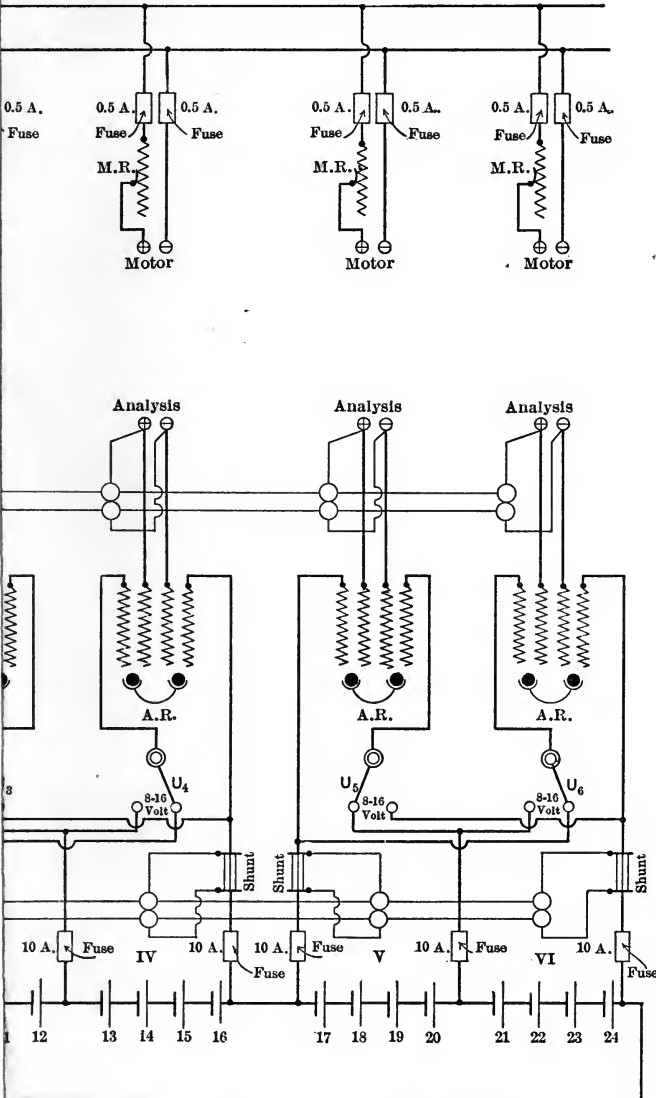 0.5 A. 0.5 A. 0.5 A. 0.5 A. 0.5 A.. 0.5 A. 0.5 A..
Fuse Fuse Fuse Fuse Fuse Fuse Fuse
M.R. M.R. M.R.
⊕ ⊖ ⊕ ⊖ ⊕ ⊖
Motor Motor Motor
Analysis Analysis Analysis
⊕ ⊖ ⊕ ⊖ ⊕ ⊖
A.R. A.R. A.R.
3 U4 U5 U6
8-16 8-16 8-16
Volt Volt Volt
Shunt Shunt Shunt
10 A. Fuse IV 10 A. Fuse 10 A. Fuse V 10 A. Fuse VI 10 A. Fuse
1 12 13 14 15 16 17 18 19 20 21 22 23 24